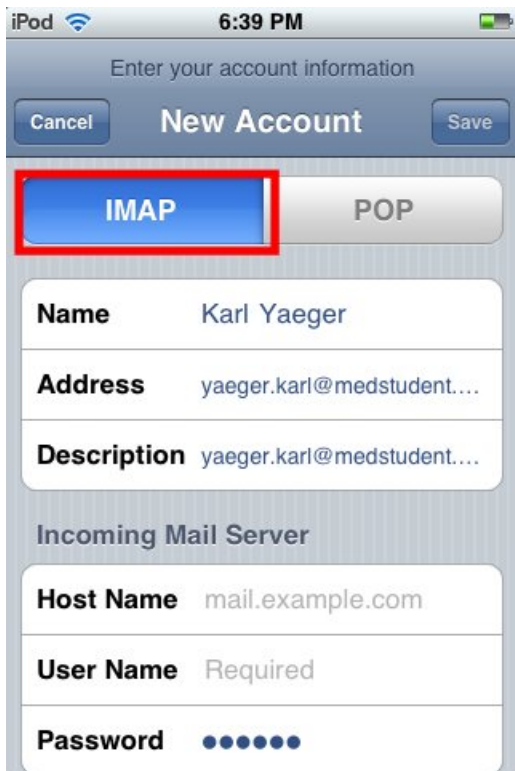 iPod 6:39 PM
Enter your account information
Cancel New Account Save
IMAP POP
Name Karl Yaeger
Address yaeger.karl@medstudent....
Description yaeger.karl@medstudent....
Incoming Mail Server
Host Name mail.example.com
User Name Required
Password ●●●●●●